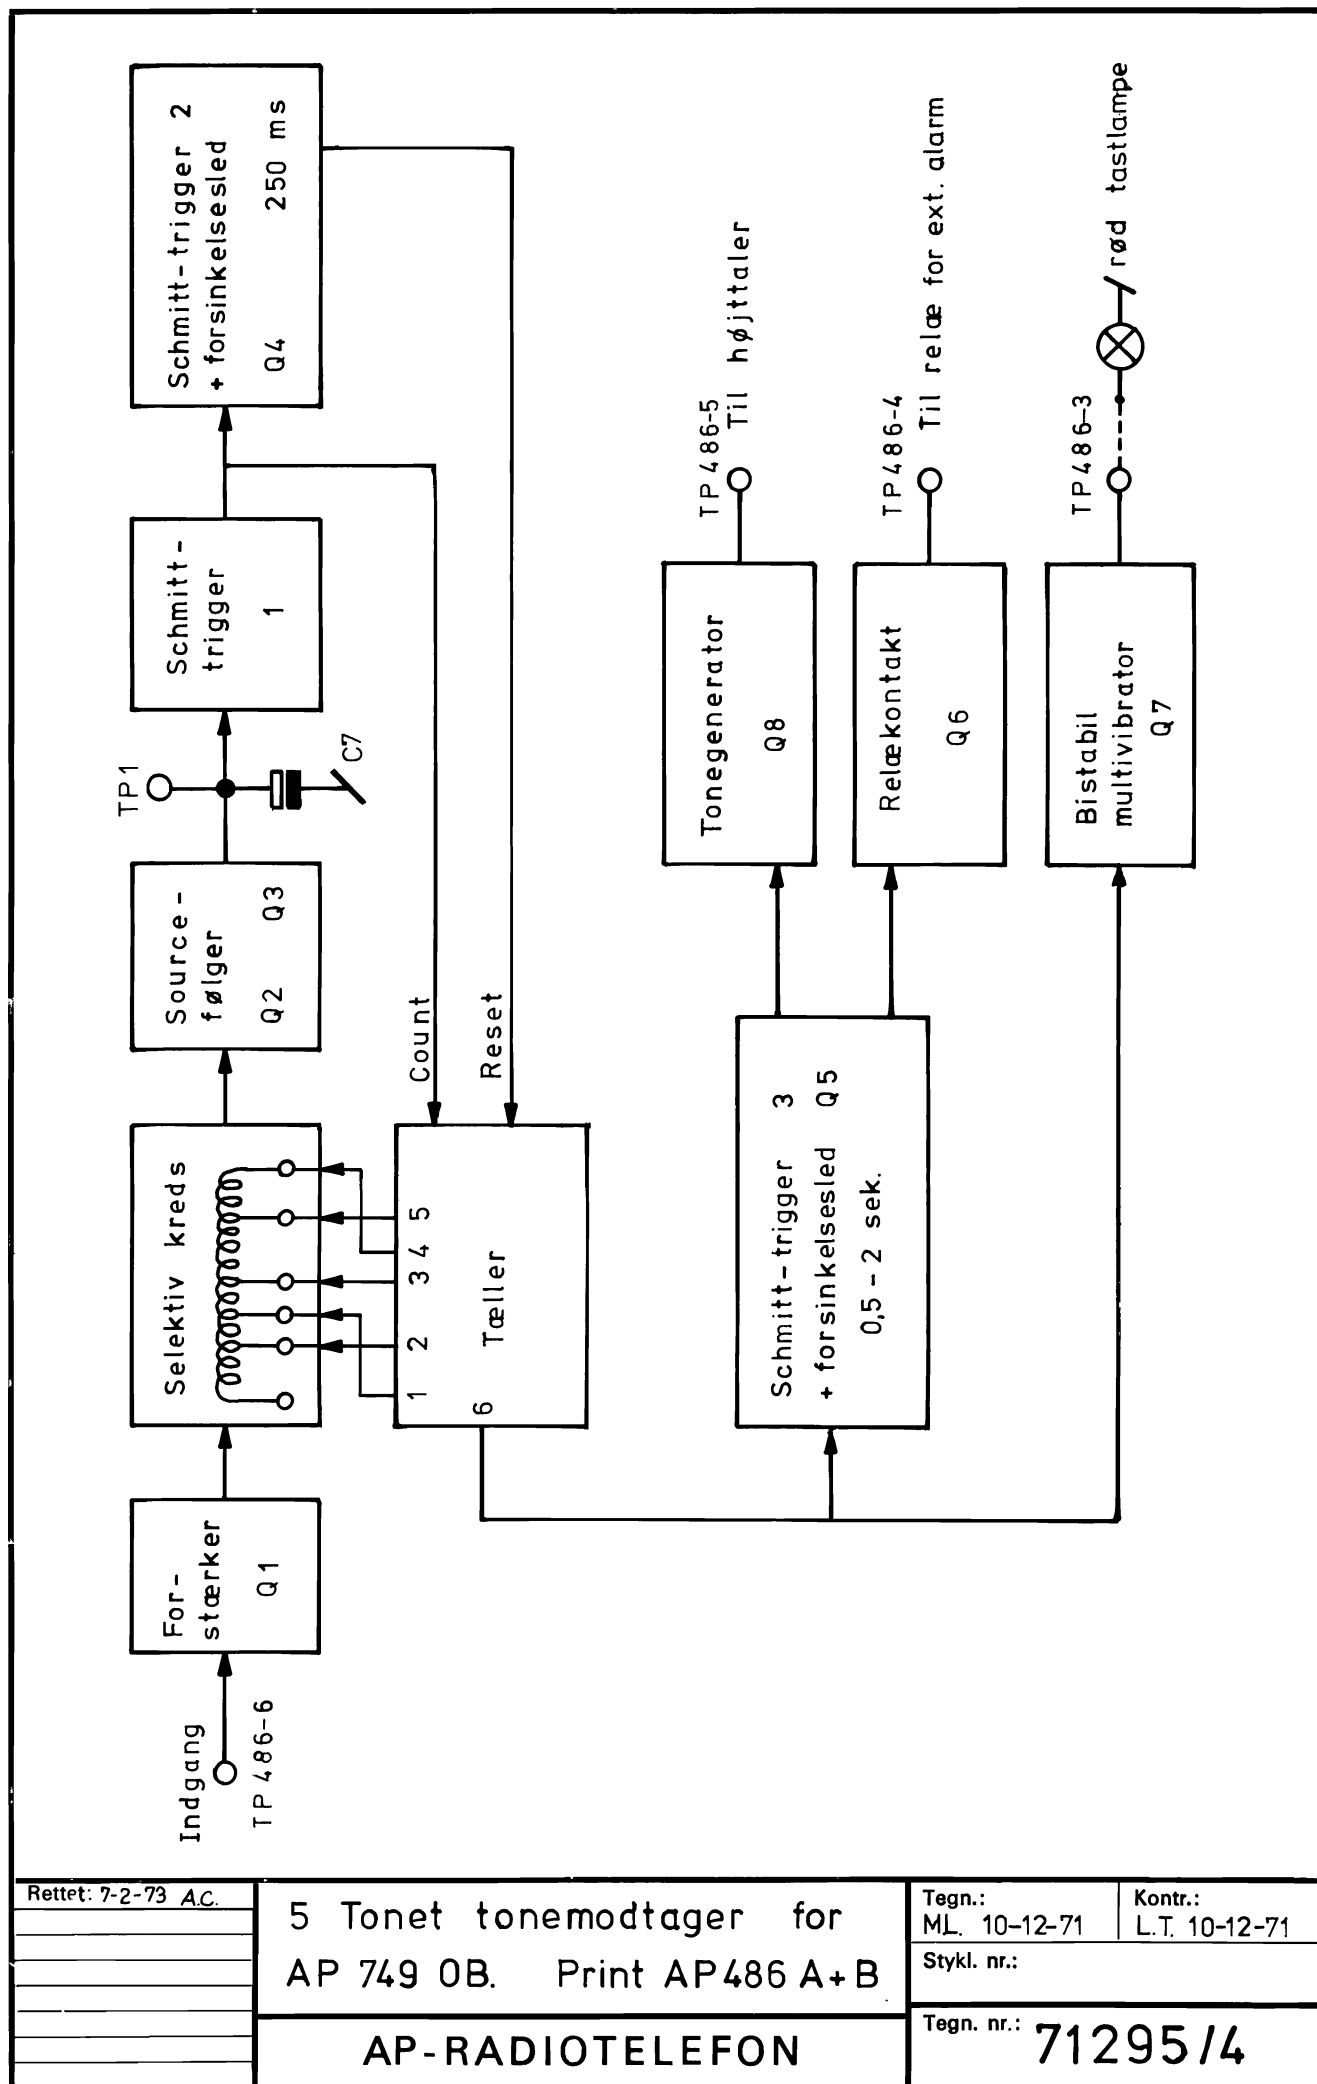 Indgang
TP 486-6
For-
stærker
Q1
Selektiv kreds
Source-
følger
Q2 Q3
TP1
C7
Schmitt-
trigger
1
Schmitt-trigger 2
+ forsinkelsesled
Q4 250 ms
Count
Reset
1 2 3 4 5
6
Tæller
Schmitt-trigger 3
+ forsinkelsesled Q5
0,5 - 2 sek.
Tonegenerator
Q8
TP 486-5
Til højttaler
Relækontakt
Q6
TP 486-4
Til relæ for ext. alarm
Bistabil
multivibrator
Q7
TP 486-3
rød tastlampe
Rettet: 7-2-73 A.C.
5 Tonet tonemodtager for
AP 749 OB. Print AP 486 A+B
AP-RADIOTELEFON
Tegn.:
ML. 10-12-71
Kontr.:
L.T. 10-12-71
Stykl. nr.:
Tegn. nr.: 71295/4